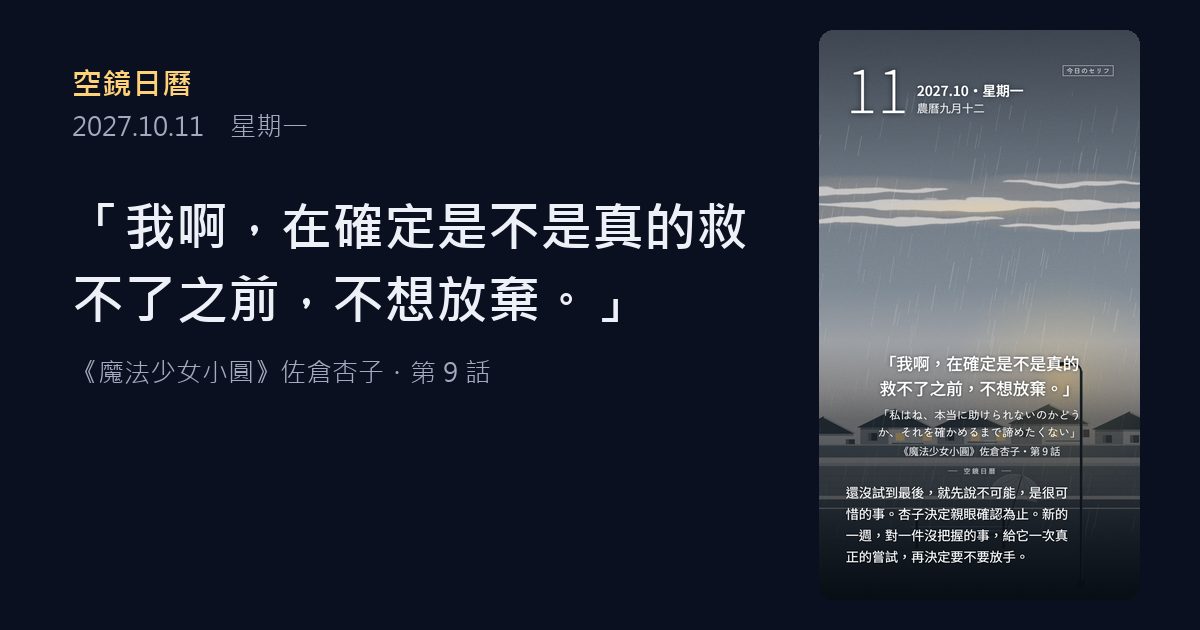 空鏡日曆
2027.10.11 星期一
「我啊，在確定是不是真的救
不了之前，不想放棄。」
《魔法少女小圓》佐倉杏子・第 9 話
今日のセリフ
11
2027.10・星期一
農曆九月十二
「我啊，在確定是不是真的
救不了之前，不想放棄。」
「私はね、本当に助けられないのかどう
か、それを確かめるまで諦めたくない」
《魔法少女小圓》佐倉杏子・第 9 話
— 空鏡日曆 —
還沒試到最後，就先說不可能，是很可
惜的事。杏子決定親眼確認為止。新的
一週，對一件沒把握的事，給它一次真
正的嘗試，再決定要不要放手。